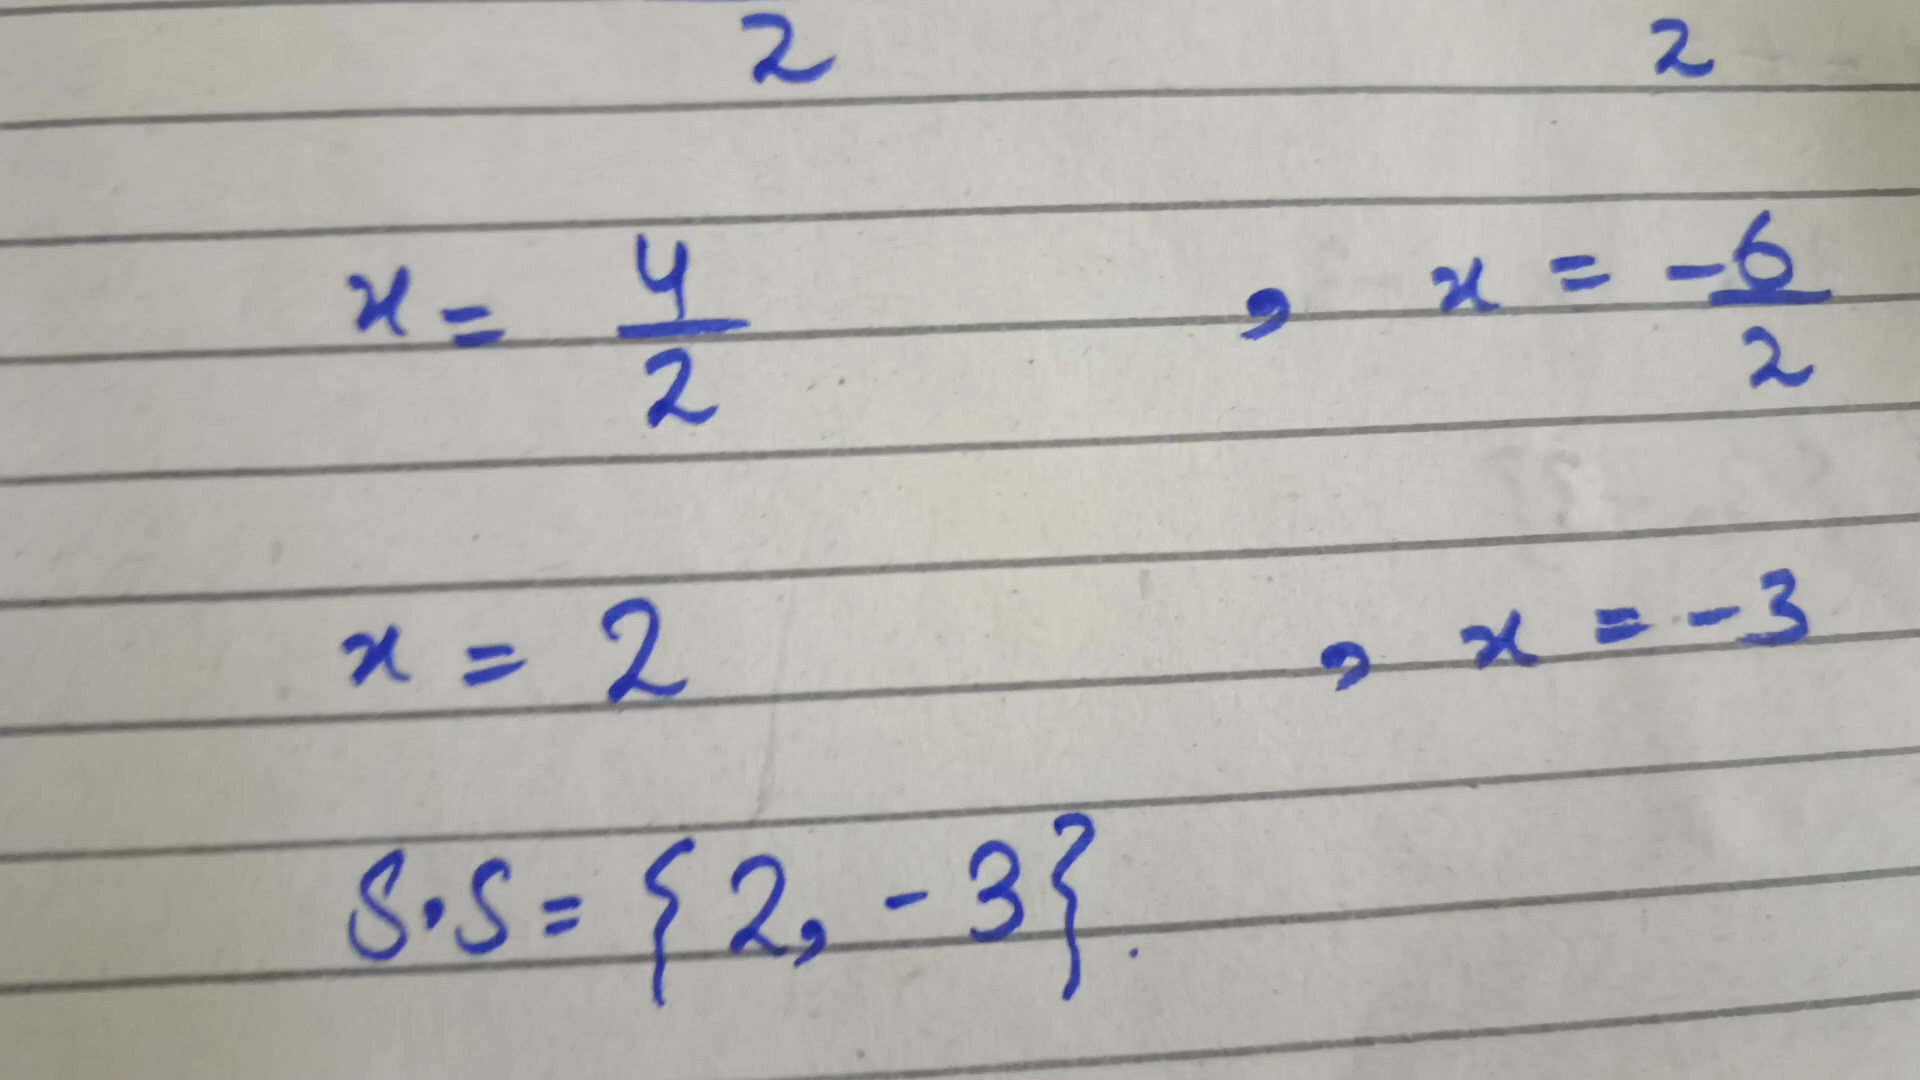 2 2
x = 4/2 , x = -6/2
x = 2 , x = -3
S.S = {2, -3}.